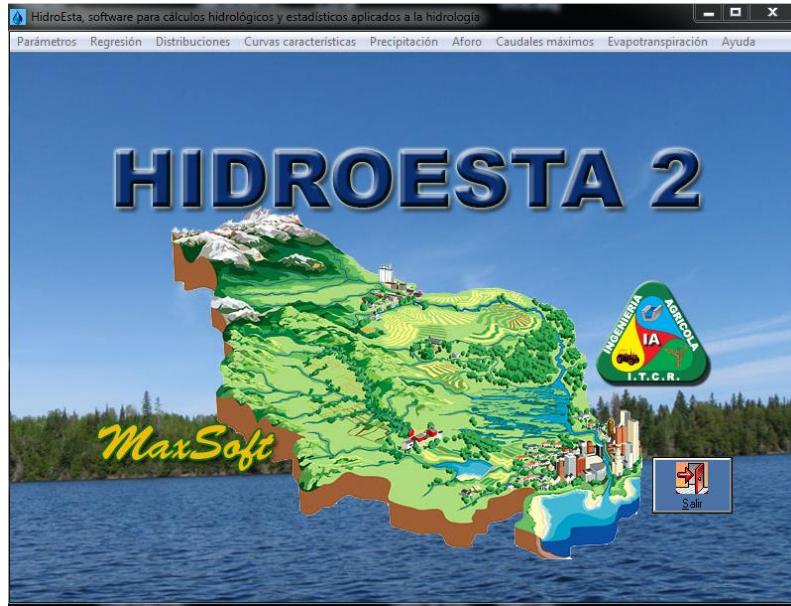 HidroEsta, software para cálculos hidrológicos y estadísticos aplicados a la hidrología
Parámetros Regresión Distribuciones Curvas características Precipitación Aforo Caudales máximos Evapotranspiración Ayuda
HIDROESTA 2
INGENIERIA AGRICOLA
IA
I.T.C.R.
MaxSoft
Salir